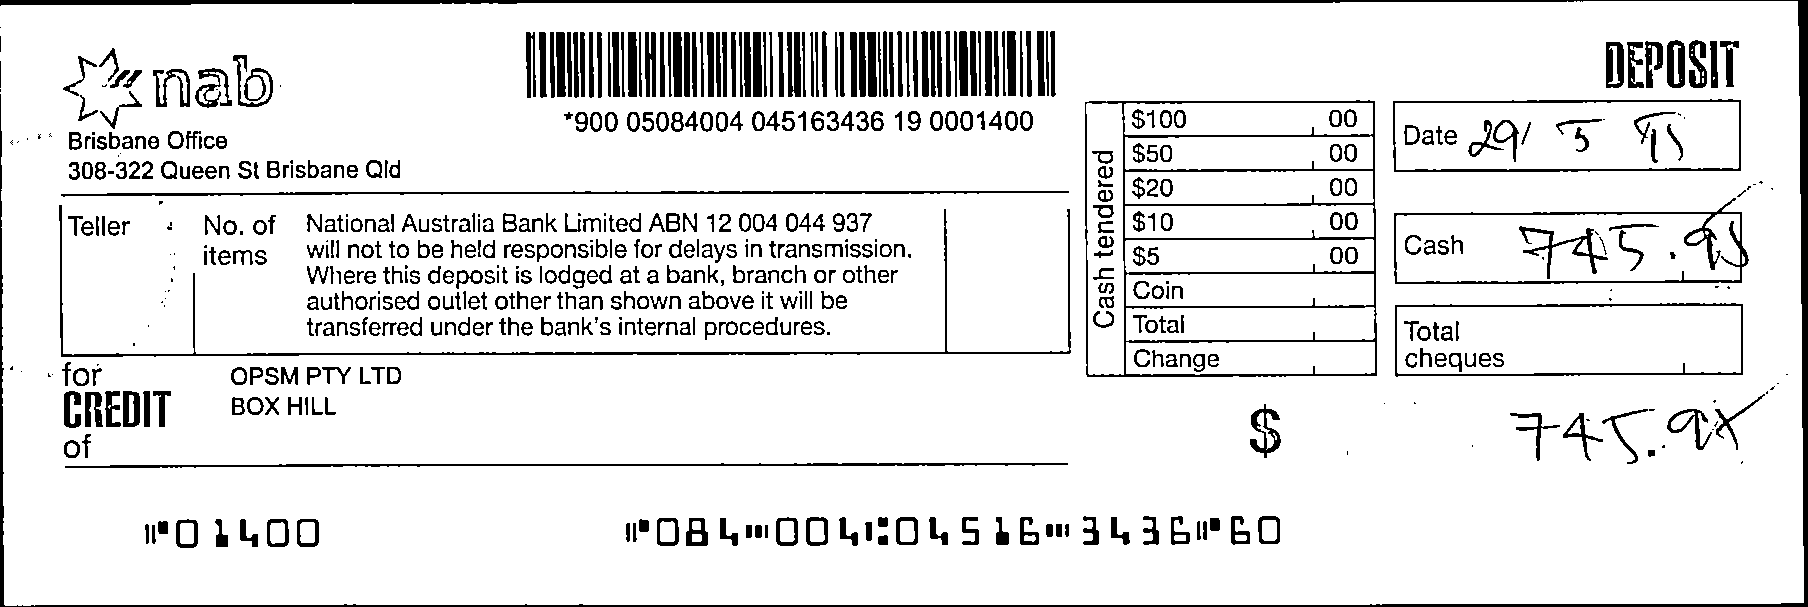 nab
DEPOSIT
*900 05084004 045163436 19 0001400
Brisbane Office
308-322 Queen St Brisbane Qld
Teller
No. of items
National Australia Bank Limited ABN 12 004 044 937
will not to be held responsible for delays in transmission.
Where this deposit is lodged at a bank, branch or other
authorised outlet other than shown above it will be
transferred under the bank's internal procedures.
Cash tendered
$100 00
$50 00
$20 00
$10 00
$5 00
Coin
Total
Change
Date 29/ 5
Cash 745.95
Total
cheques
for
CREDIT
of
OPSM PTY LTD
BOX HILL
$ 745.95
⑈01400 ⑈084⑉004⑆04516⑉3436⑈60